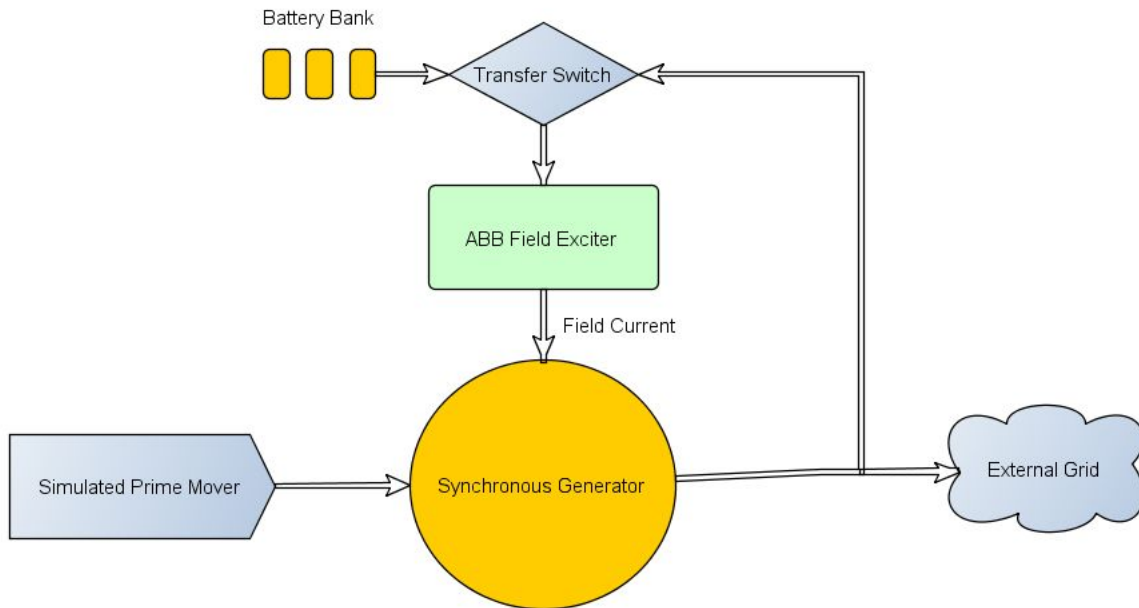 Battery Bank
Transfer Switch
ABB Field Exciter
Field Current
Simulated Prime Mover
Synchronous Generator
External Grid